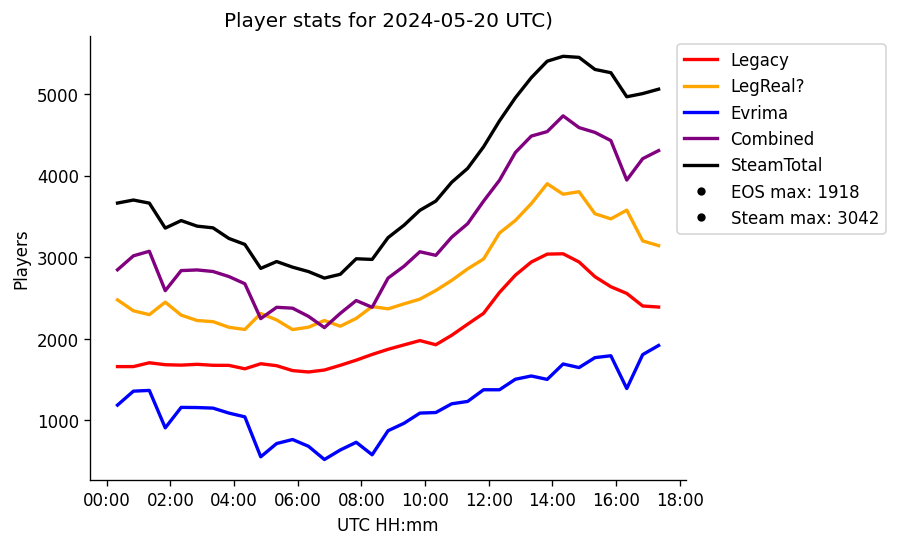 Player stats for 2024-05-20 UTC)
Legacy
LegReal?
Evrima
Combined
SteamTotal
EOS max: 1918
Steam max: 3042
Players
5000
4000
3000
2000
1000
00:00 02:00 04:00 06:00 08:00 10:00 12:00 14:00 16:00 18:00
UTC HH:mm